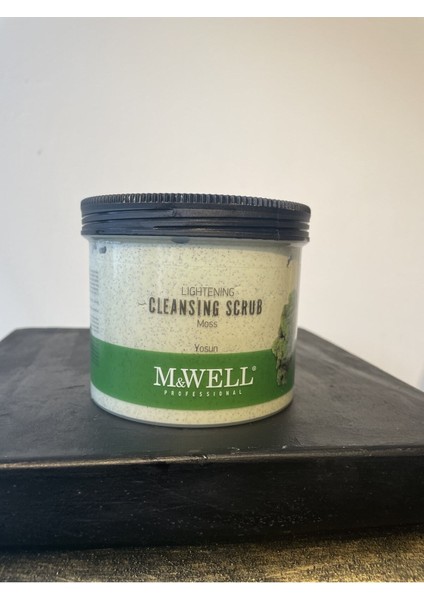 LIGHTENING
CLEANSING SCRUB
Moss
Yosun
M&WELL®
PROFESSIONAL